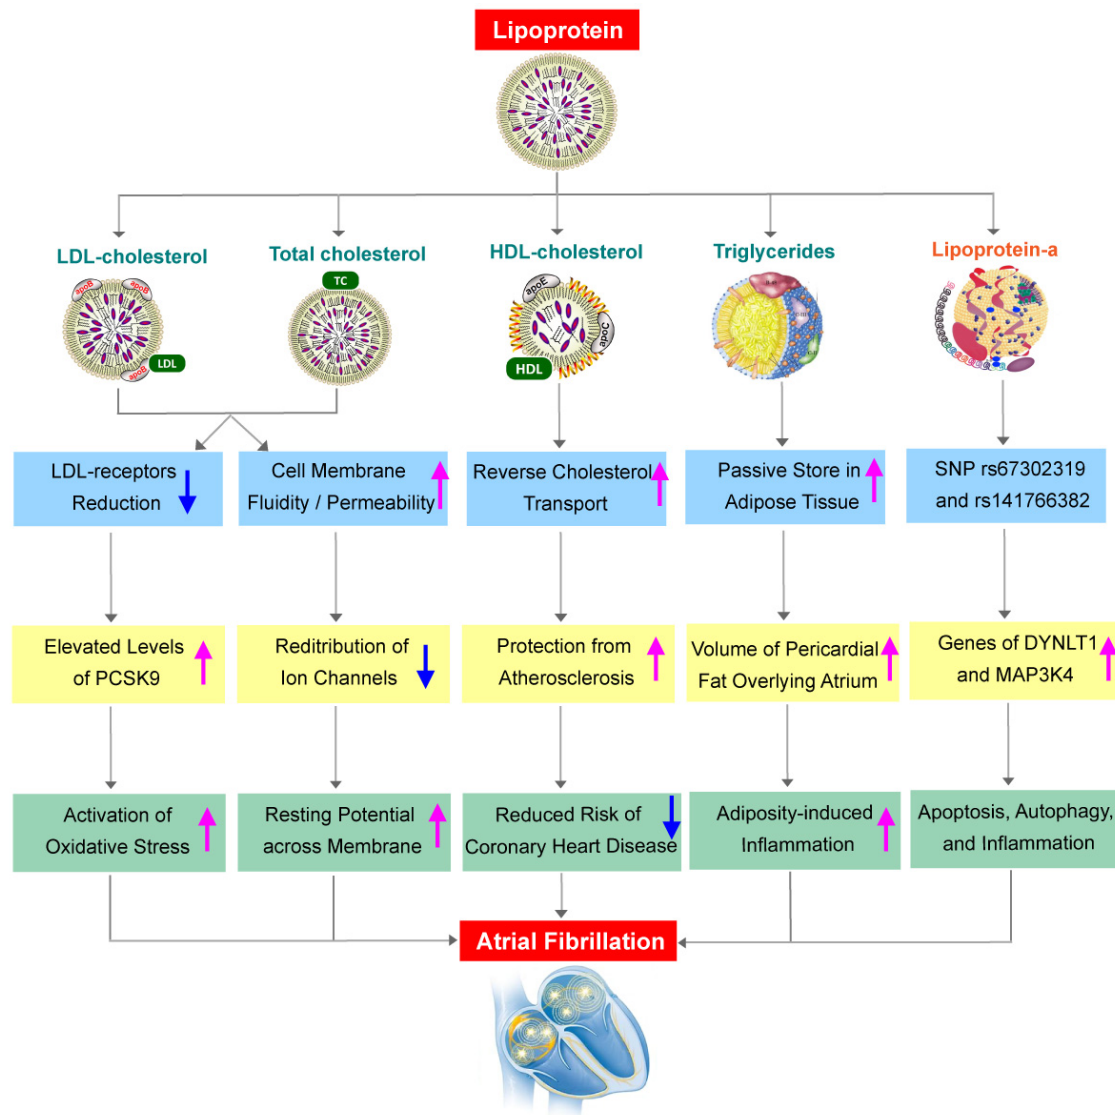 Lipoprotein
LDL-cholesterol
Total cholesterol
HDL-cholesterol
Triglycerides
Lipoprotein-a
apoB
apoB
apoB
LDL
TC
apoE
apoC
HDL
LDL-receptors
Reduction
Cell Membrane
Fluidity / Permeability
Reverse Cholesterol
Transport
Passive Store in
Adipose Tissue
SNP rs67302319
and rs141766382
Elevated Levels
of PCSK9
Reditribution of
Ion Channels
Protection from
Atherosclerosis
Volume of Pericardial
Fat Overlying Atrium
Genes of DYNLT1
and MAP3K4
Activation of
Oxidative Stress
Resting Potential
across Membrane
Reduced Risk of
Coronary Heart Disease
Adiposity-induced
Inflammation
Apoptosis, Autophagy,
and Inflammation
Atrial Fibrillation